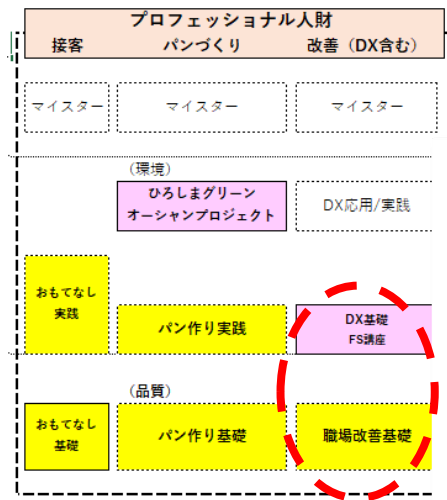 プロフェッショナル人財
接客 パンづくり 改善（DX含む）
マイスター マイスター マイスター
（環境）
ひろしまグリーン
オーシャンプロジェクト
DX応用/実践
おもてなし
実践
パン作り実践
DX基礎
FS講座
（品質）
おもてなし
基礎
パン作り基礎
職場改善基礎